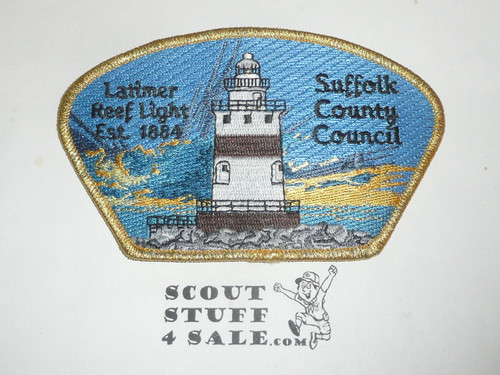 Latimer
Reef Light
Est. 1884
Suffolk
County
Council
SCOUT
STUFF
4 SALE.com